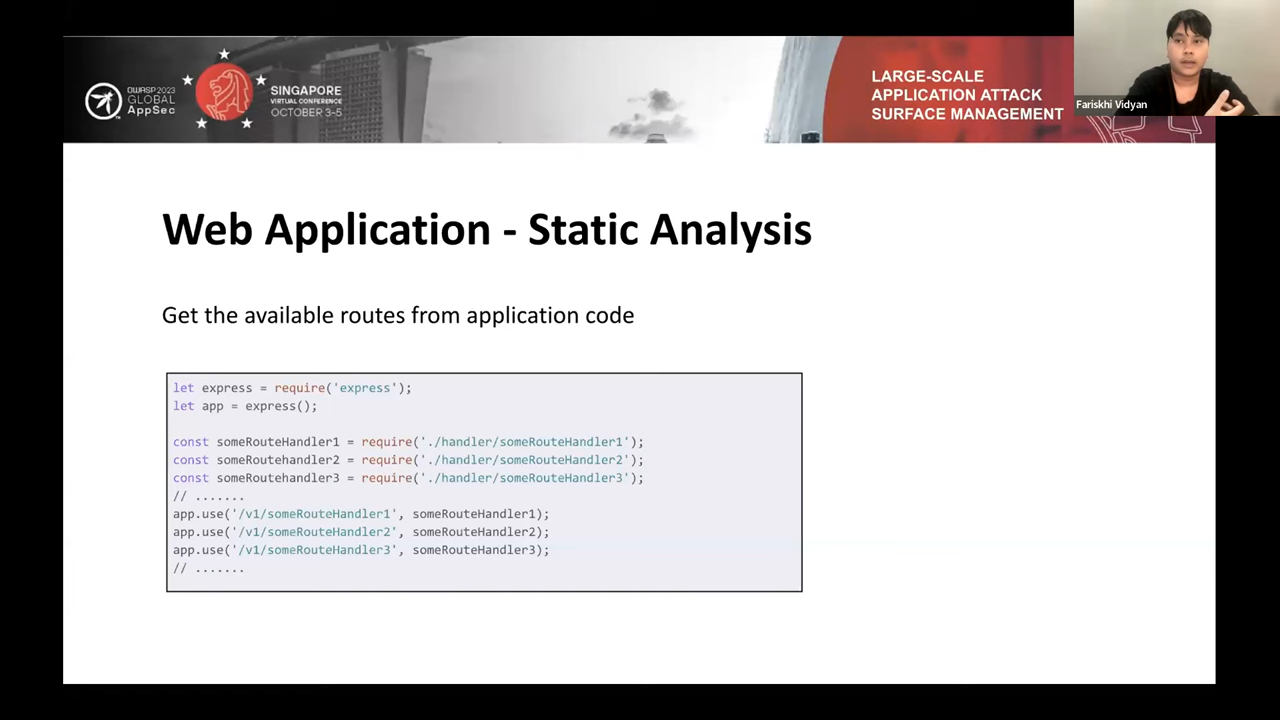 OWASP 2023
GLOBAL
AppSec
SINGAPORE
VIRTUAL CONFERENCE
OCTOBER 3-5
LARGE-SCALE
APPLICATION ATTACK
SURFACE MANAGEMENT
Fariskhi Vidyan
Web Application - Static Analysis
Get the available routes from application code
let express = require('express');
let app = express();
const someRouteHandler1 = require('./handler/someRouteHandler1');
const someRoutehandler2 = require('./handler/someRouteHandler2');
const someRoutehandler3 = require('./handler/someRouteHandler3');
// .......
app.use('/v1/someRouteHandler1', someRouteHandler1);
app.use('/v1/someRouteHandler2', someRouteHandler2);
app.use('/v1/someRouteHandler3', someRouteHandler3);
// .......